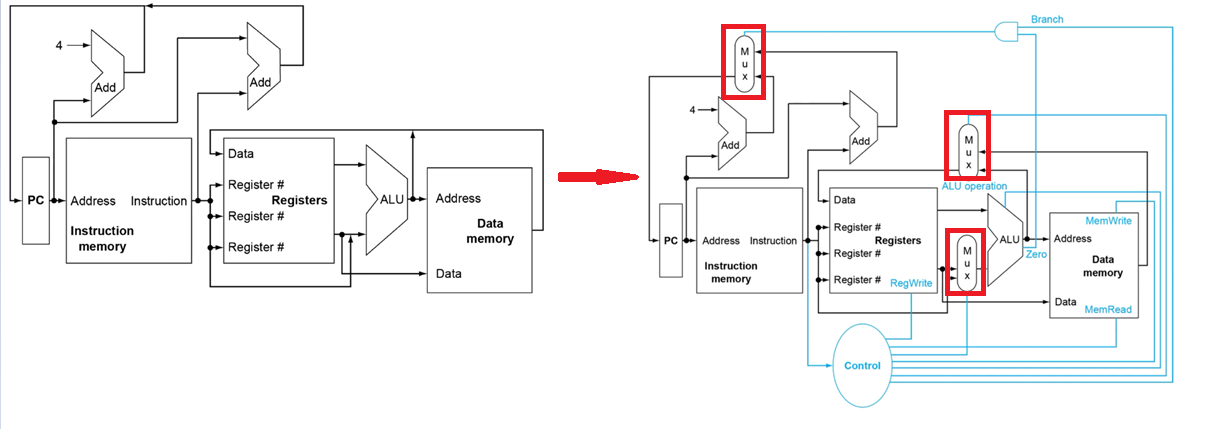 4
Add
Add
PC
Address
Instruction
Instruction
memory
Data
Register #
Registers
Register #
Register #
ALU
Address
Data
memory
Data
Branch
M
u
x
4
Add
Add
M
u
x
ALU operation
PC
Address
Instruction
Instruction
memory
Data
Register #
Registers
Register #
Register #
RegWrite
M
u
x
ALU
Zero
MemWrite
Address
Data
memory
Data
MemRead
Control